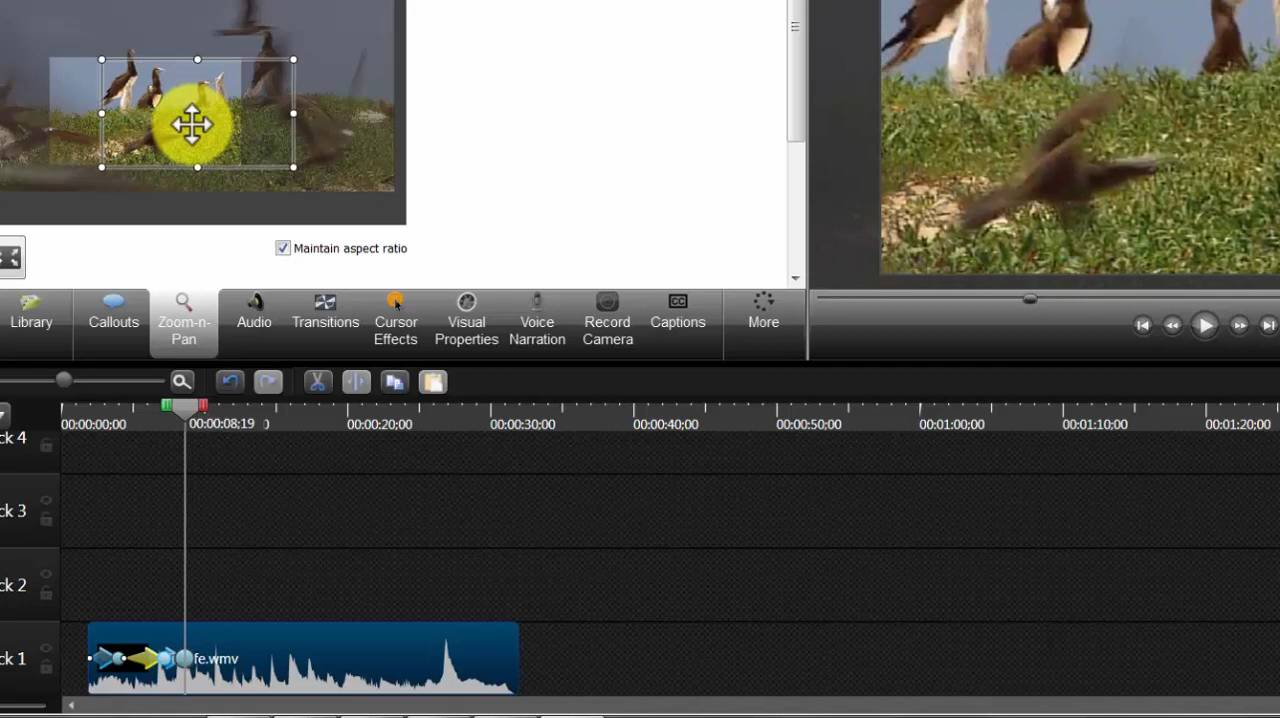 Maintain aspect ratio
Library
Callouts
Zoom-n-
Pan
Audio
Transitions
Cursor
Effects
Visual
Properties
Voice
Narration
Record
Camera
CC
Captions
More
00:00:00;00
00:00:08;19
0
00:00:20;00
00:00:30;00
00:00:40;00
00:00:50;00
00:01:00;00
00:01:10;00
00:01:20;00
ck 4
ck 3
ck 2
ck 1
fe.wmv